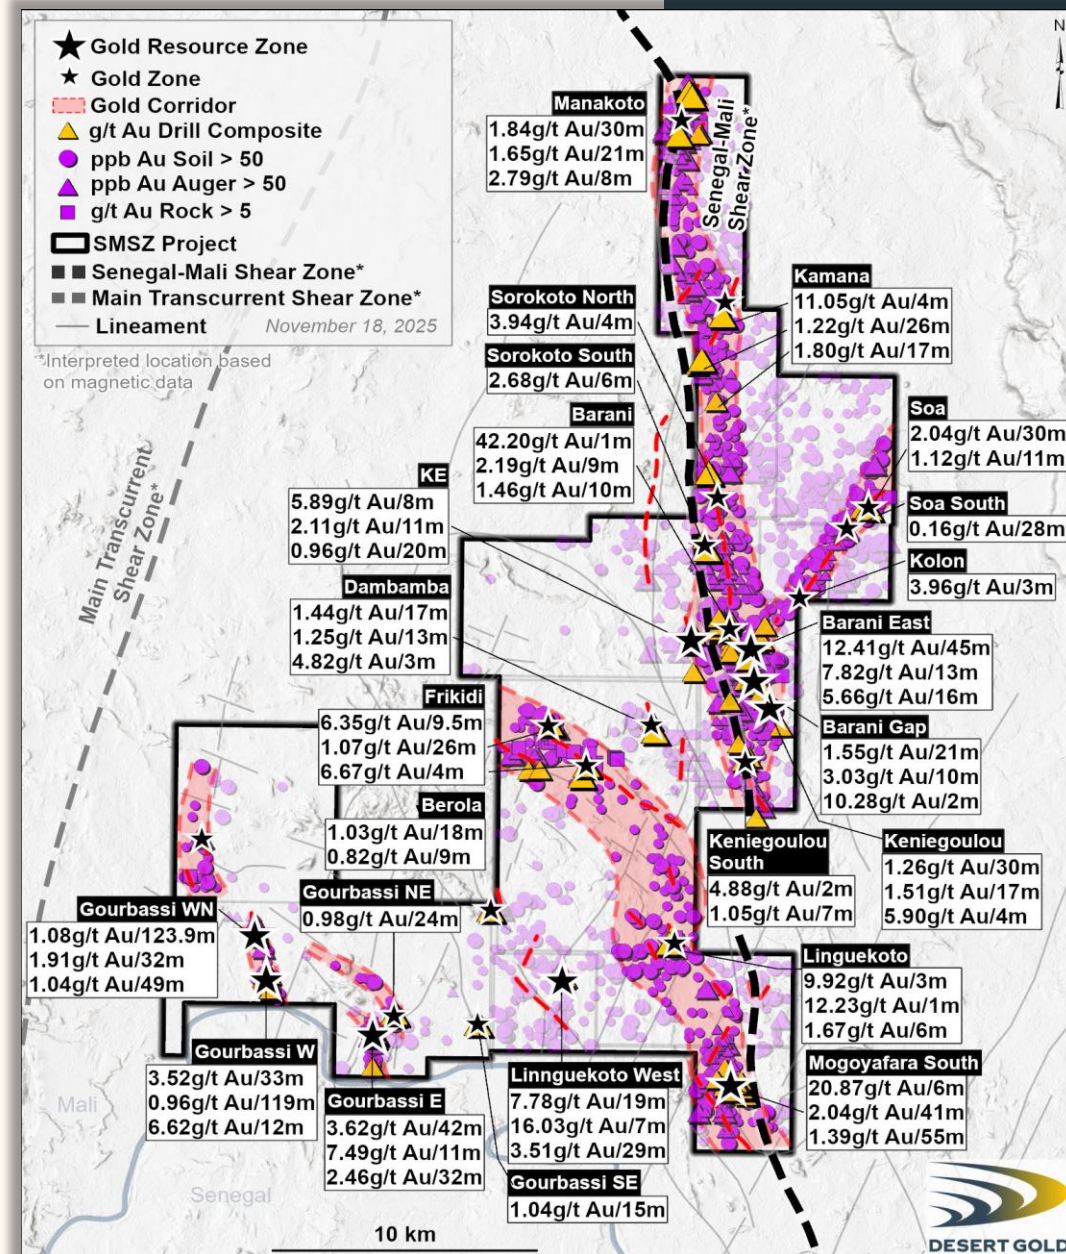 Gold Resource Zone
Gold Zone
Gold Corridor
g/t Au Drill Composite
ppb Au Soil > 50
ppb Au Auger > 50
g/t Au Rock > 5
SMSZ Project
Senegal-Mali Shear Zone*
Main Transcurrent Shear Zone*
Lineament
November 18, 2025
*Interpreted location based
on magnetic data
N
Manakoto
1.84g/t Au/30m
1.65g/t Au/21m
2.79g/t Au/8m
Senegal-Mali
Shear Zone*
Kamana
11.05g/t Au/4m
1.22g/t Au/26m
1.80g/t Au/17m
Sorokoto North
3.94g/t Au/4m
Sorokoto South
2.68g/t Au/6m
Barani
42.20g/t Au/1m
2.19g/t Au/9m
1.46g/t Au/10m
Soa
2.04g/t Au/30m
1.12g/t Au/11m
Soa South
0.16g/t Au/28m
Kolon
3.96g/t Au/3m
KE
5.89g/t Au/8m
2.11g/t Au/11m
0.96g/t Au/20m
Main Transcurrent
Shear Zone*
Dambamba
1.44g/t Au/17m
1.25g/t Au/13m
4.82g/t Au/3m
Barani East
12.41g/t Au/45m
7.82g/t Au/13m
5.66g/t Au/16m
Frikidi
6.35g/t Au/9.5m
1.07g/t Au/26m
6.67g/t Au/4m
Barani Gap
1.55g/t Au/21m
3.03g/t Au/10m
10.28g/t Au/2m
Berola
1.03g/t Au/18m
0.82g/t Au/9m
Keniegoulou
South
4.88g/t Au/2m
1.05g/t Au/7m
Keniegoulou
1.26g/t Au/30m
1.51g/t Au/17m
5.90g/t Au/4m
Gourbassi NE
0.98g/t Au/24m
Gourbassi WN
1.08g/t Au/123.9m
1.91g/t Au/32m
1.04g/t Au/49m
Linguekoto
9.92g/t Au/3m
12.23g/t Au/1m
1.67g/t Au/6m
Gourbassi W
3.52g/t Au/33m
0.96g/t Au/119m
6.62g/t Au/12m
Gourbassi E
3.62g/t Au/42m
7.49g/t Au/11m
2.46g/t Au/32m
Linnguekoto West
7.78g/t Au/19m
16.03g/t Au/7m
3.51g/t Au/29m
Mogoyafara South
20.87g/t Au/6m
2.04g/t Au/41m
1.39g/t Au/55m
Gourbassi SE
1.04g/t Au/15m
Mali
Senegal
10 km
DESERT GOLD